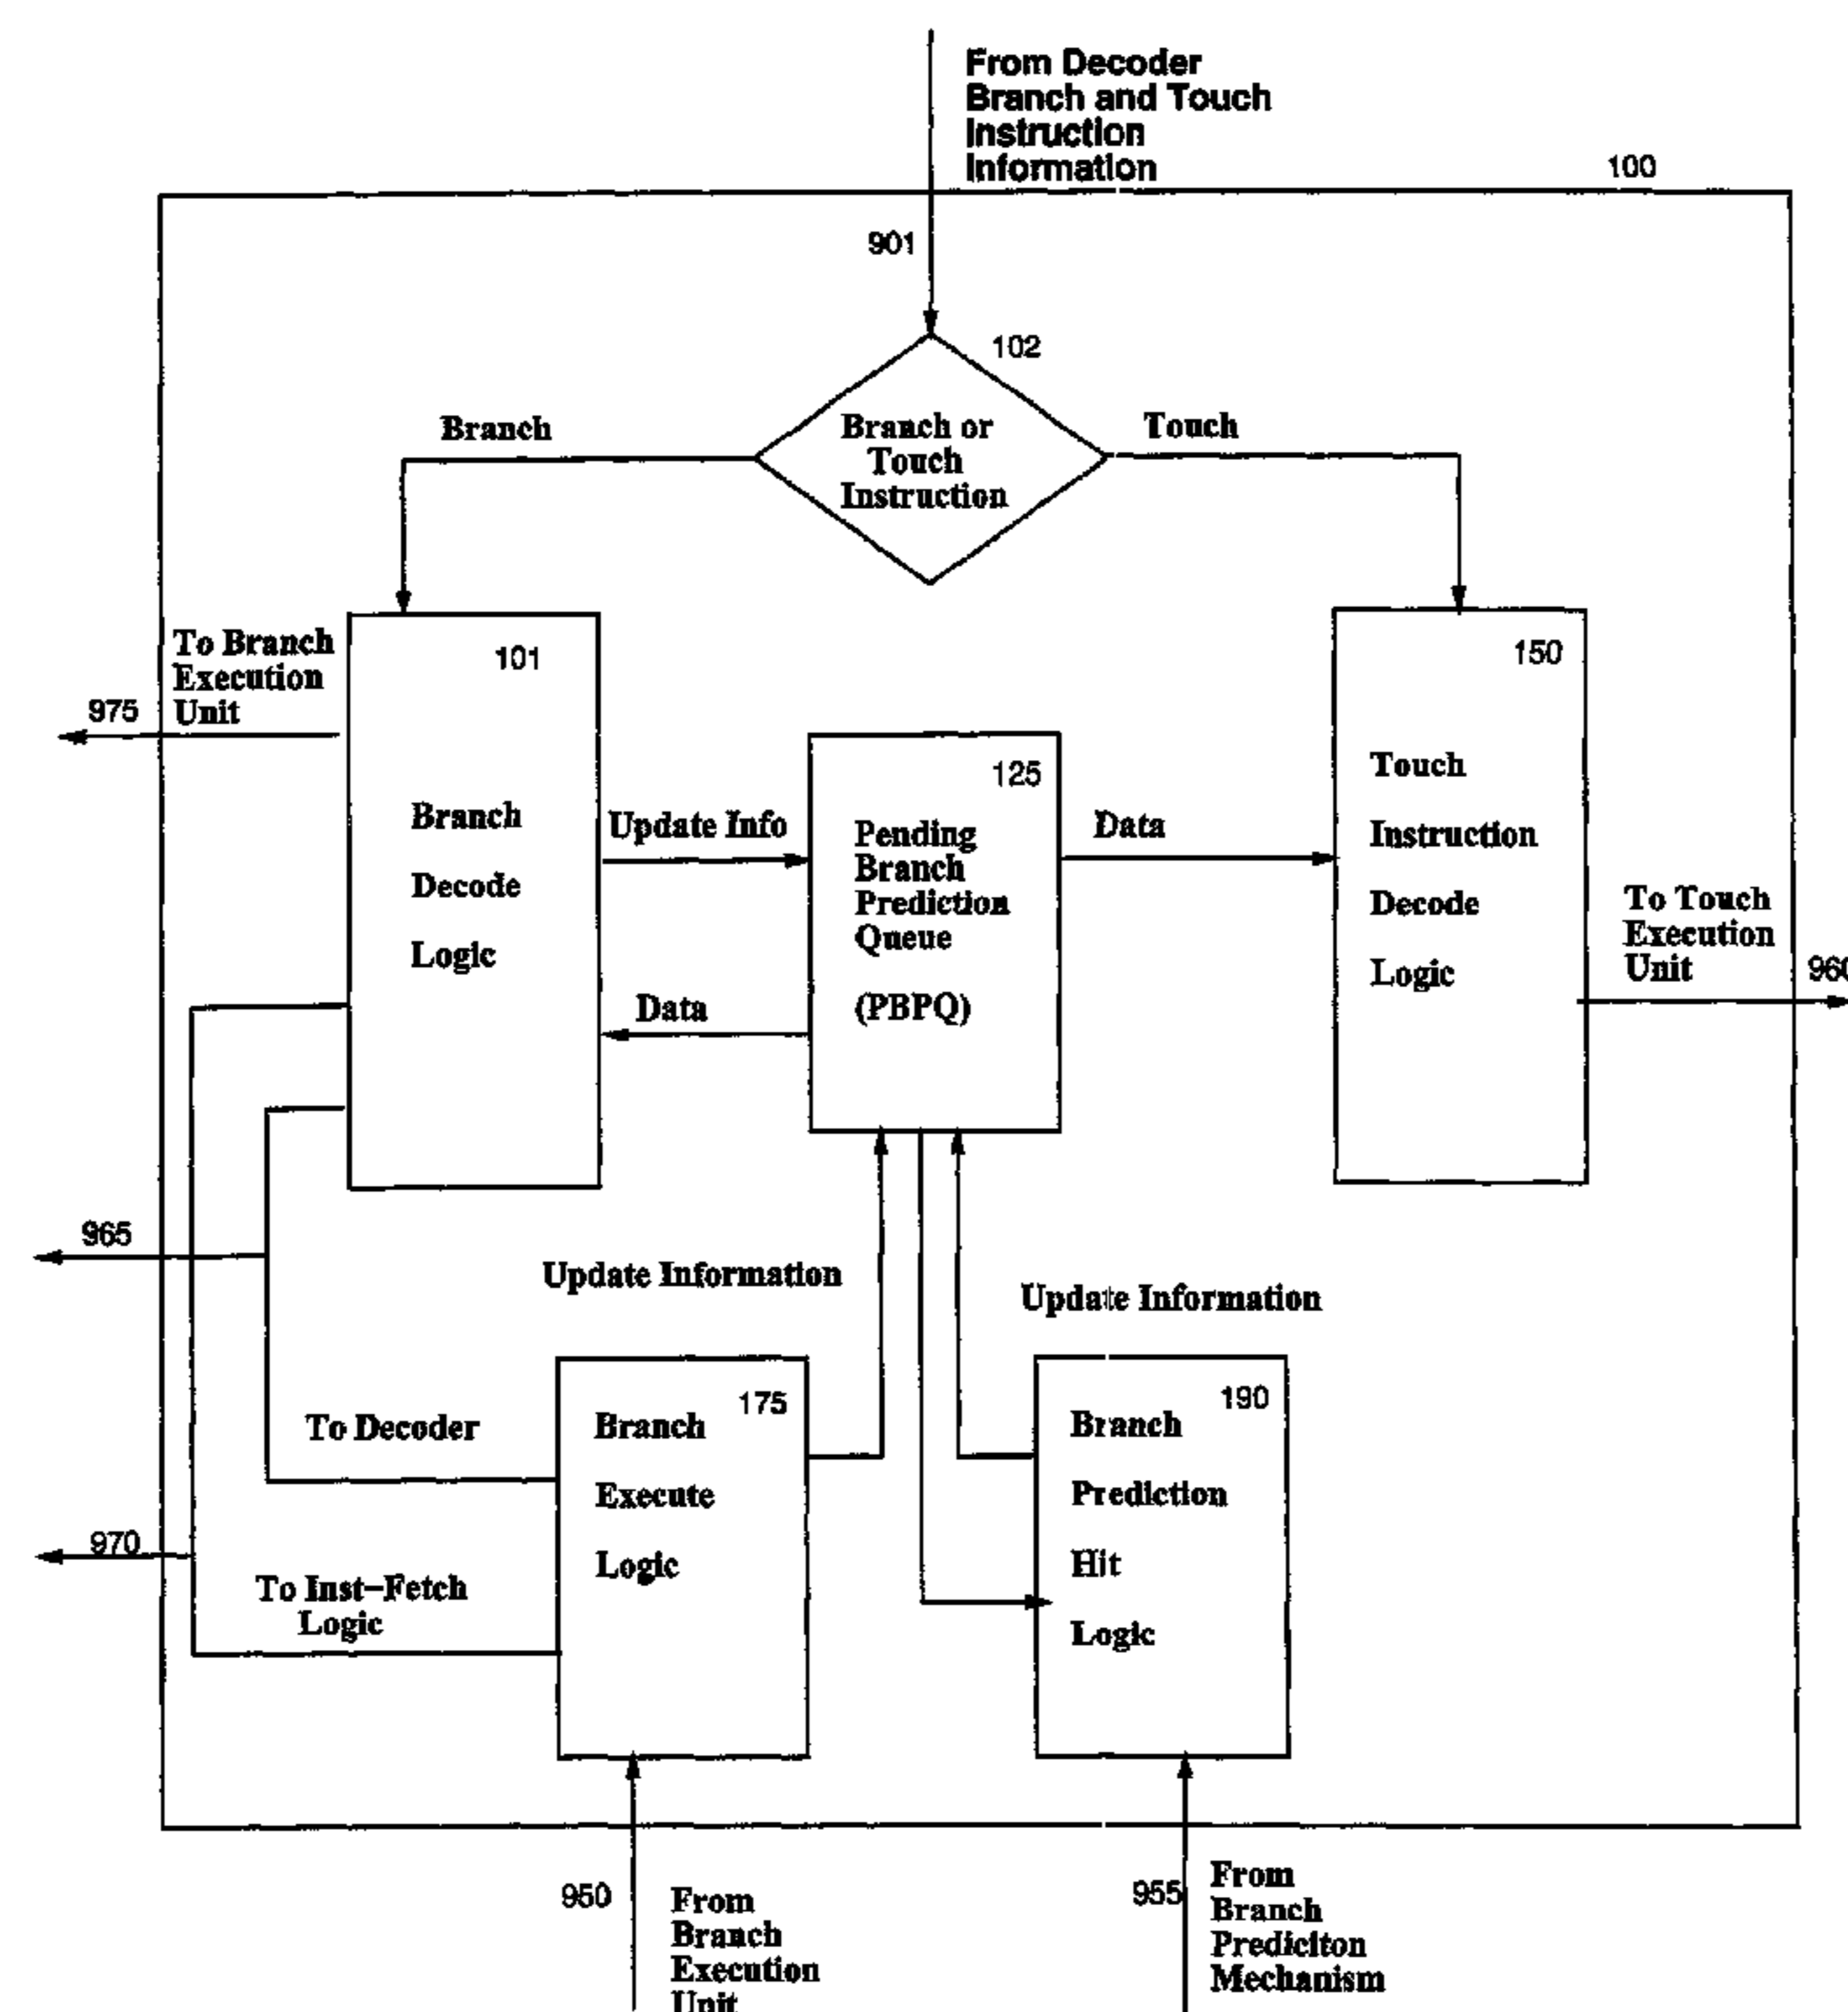 From Decoder
Branch and Touch
Instruction
Information
100
901
102
Branch
Branch or
Touch
Instruction
Touch
To Branch
Execution
Unit
975
101
Branch
Decode
Logic
Update Info
Data
125
Pending
Branch
Prediction
Queue
(PBPQ)
Data
150
Touch
Instruction
Decode
Logic
To Touch
Execution
Unit
960
965
Update Information
Update Information
To Decoder
175
Branch
Execute
Logic
190
Branch
Prediction
Hit
Logic
970
To Inst-Fetch
Logic
950
From
Branch
Execution
Unit
955
From
Branch
Prediciton
Mechanism